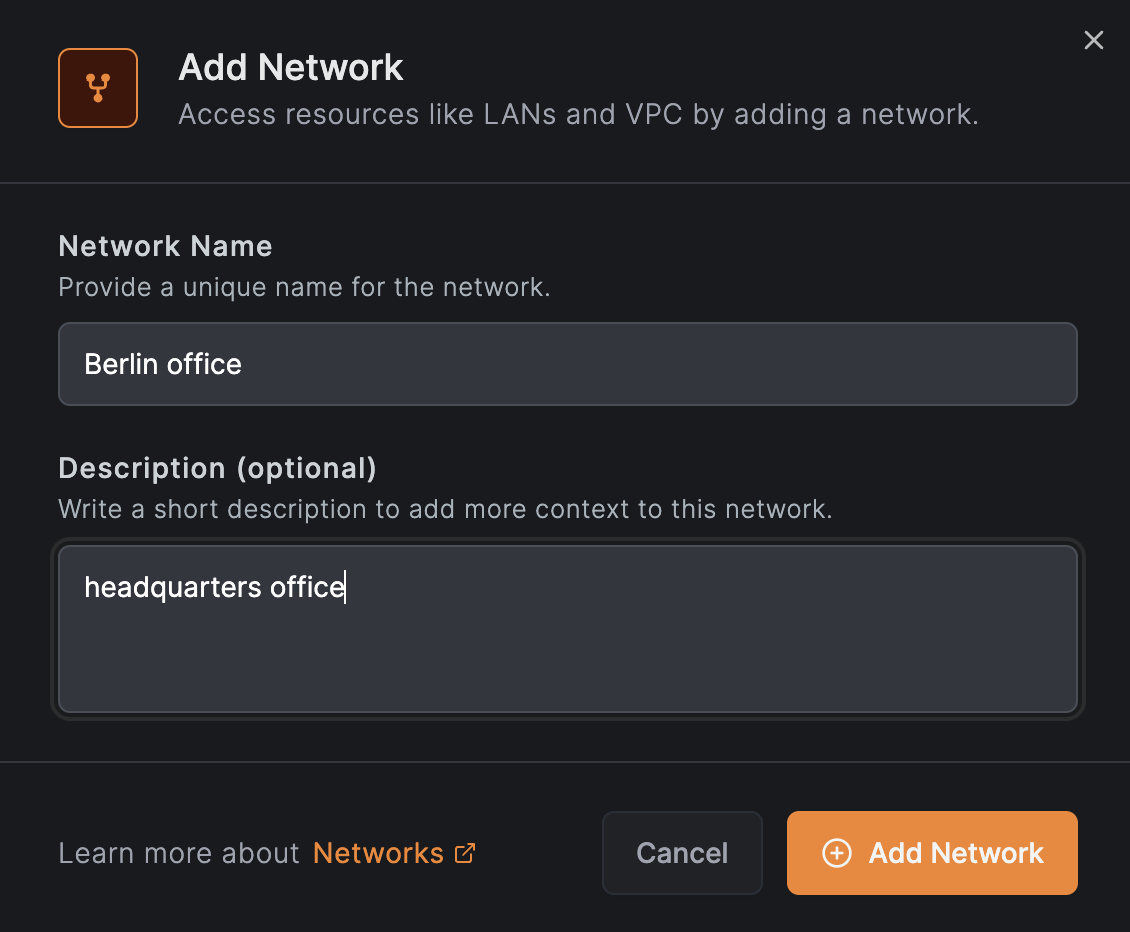 Add Network
Access resources like LANs and VPC by adding a network.
Network Name
Provide a unique name for the network.
Berlin office
Description (optional)
Write a short description to add more context to this network.
headquarters office
Learn more about Networks
Cancel
Add Network